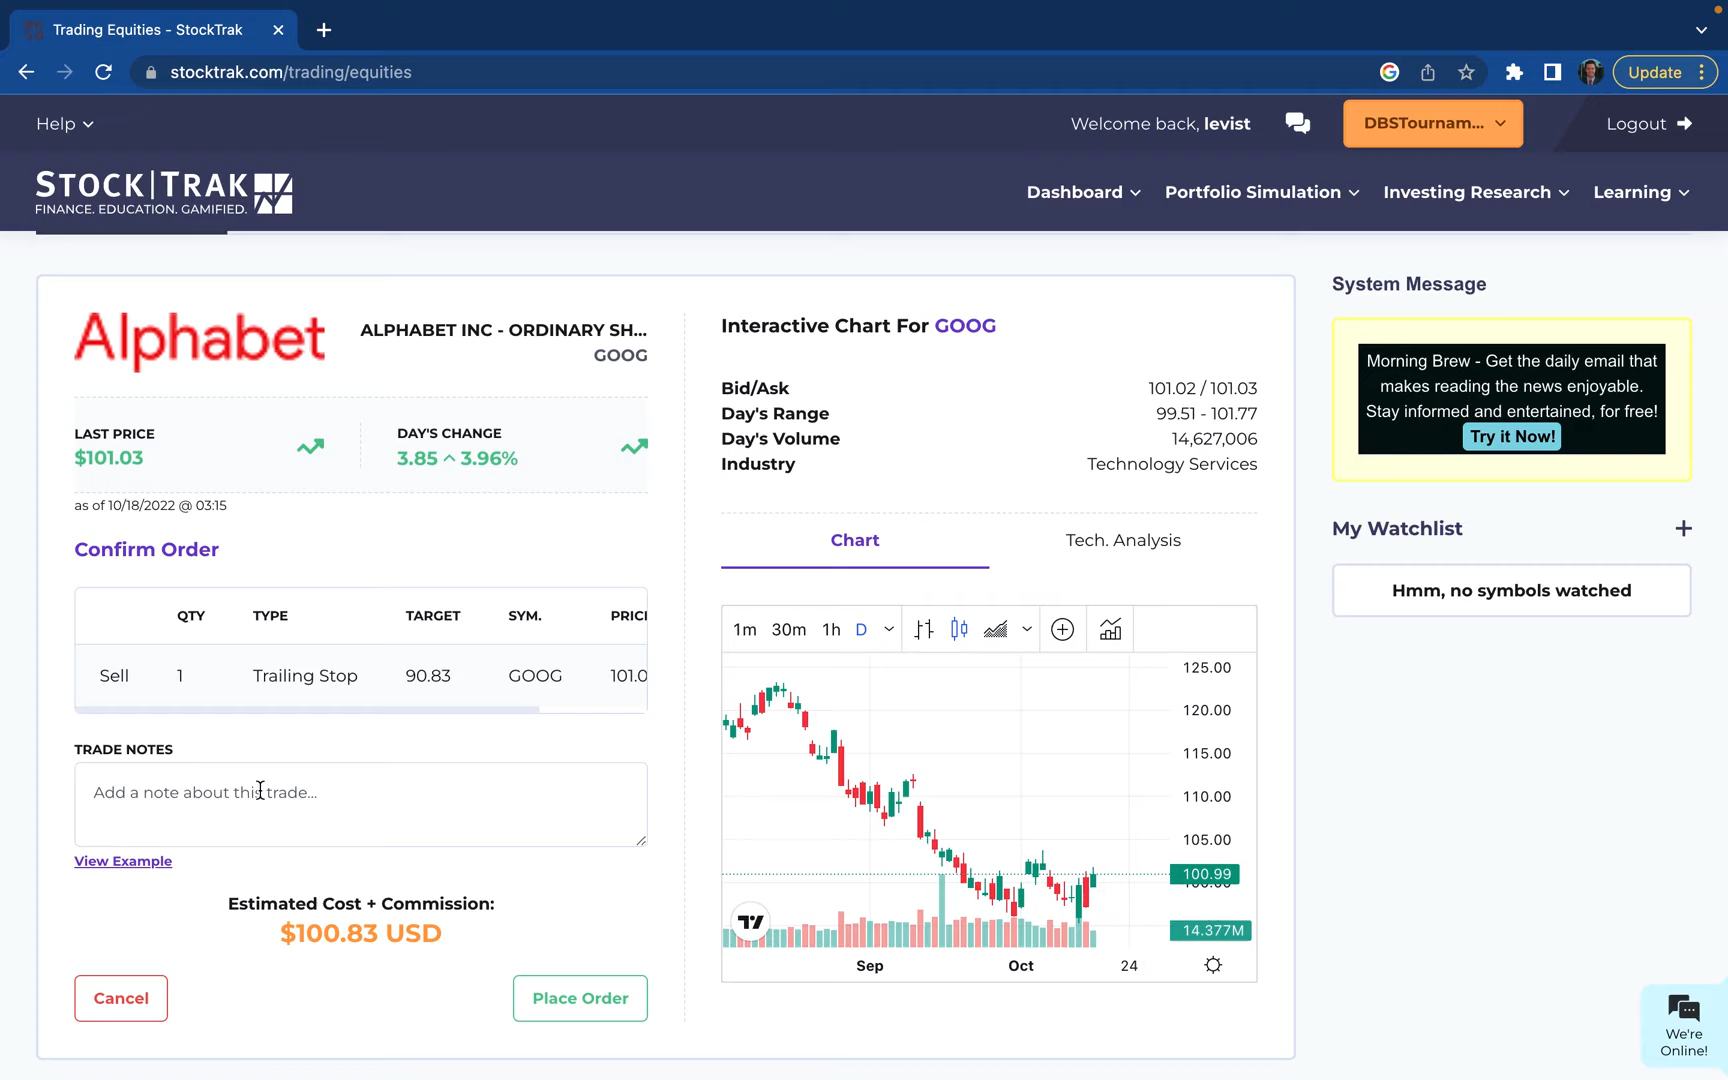 Trading Equities - StockTrak
stocktrak.com/trading/equities
Update
Help
Welcome back, levist
DBSTournam...
Logout
STOCK|TRAK
FINANCE. EDUCATION. GAMIFIED.
Dashboard
Portfolio Simulation
Investing Research
Learning
Alphabet
ALPHABET INC - ORDINARY SH...
GOOG
LAST PRICE
$101.03
DAY'S CHANGE
3.85 ^ 3.96%
as of 10/18/2022 @ 03:15
Confirm Order
QTY TYPE TARGET SYM. PRICI
Sell 1 Trailing Stop 90.83 GOOG 101.0
TRADE NOTES
Add a note about this trade...
View Example
Estimated Cost + Commission:
$100.83 USD
Cancel
Place Order
Interactive Chart For GOOG
Bid/Ask 101.02 / 101.03
Day's Range 99.51 - 101.77
Day's Volume 14,627,006
Industry Technology Services
Chart
Tech. Analysis
1m 30m 1h D
125.00
120.00
115.00
110.00
105.00
100.99
100.00
14.377M
Sep Oct 24
System Message
Morning Brew - Get the daily email that
makes reading the news enjoyable.
Stay informed and entertained, for free!
Try it Now!
My Watchlist
Hmm, no symbols watched
We're
Online!